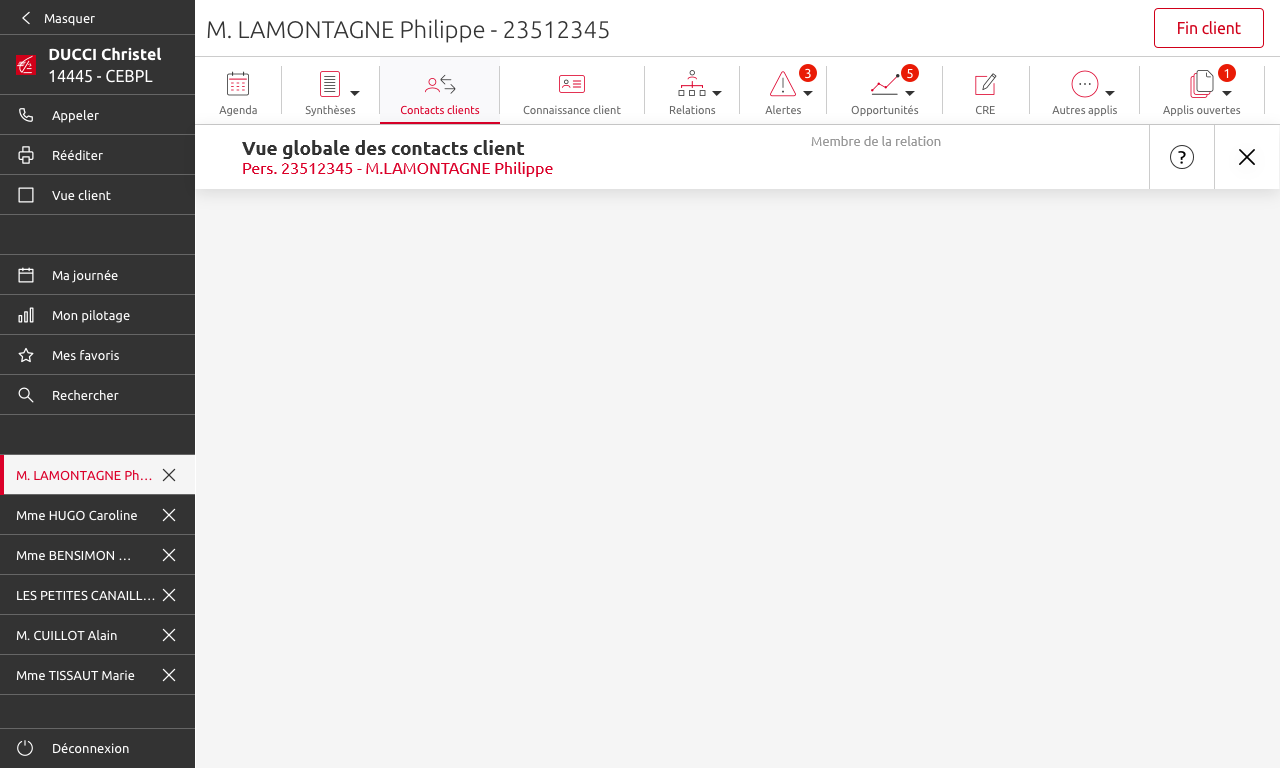 Masquer
DUCCI Christel
14445 - CEBPL
Appeler
Rééditer
Vue client
Ma journée
Mon pilotage
Mes favoris
Rechercher
M. LAMONTAGNE Ph...
Mme HUGO Caroline
Mme BENSIMON ...
LES PETITES CANAILL...
M. CUILLOT Alain
Mme TISSAUT Marie
Déconnexion
M. LAMONTAGNE Philippe - 23512345
Fin client
Agenda
Synthèses
Contacts clients
Connaissance client
Relations
3
Alertes
5
Opportunités
CRE
Autres applis
1
Applis ouvertes
Vue globale des contacts client
Pers. 23512345 - M.LAMONTAGNE Philippe
Membre de la relation
?